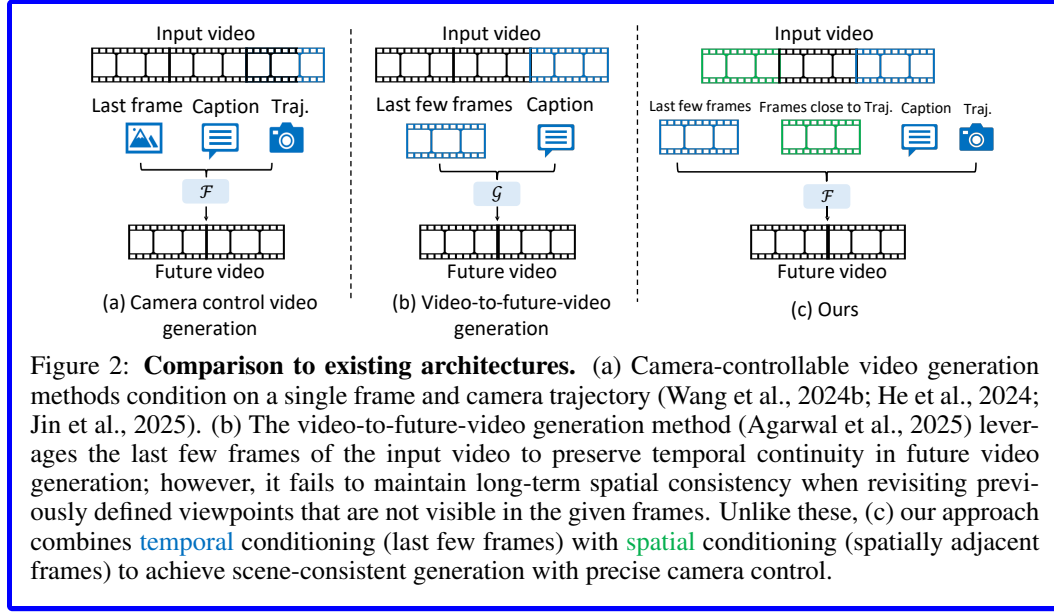 Input video
Last frame Caption Traj.
ℱ
Future video
(a) Camera control video
generation
Input video
Last few frames Caption
𝒢
Future video
(b) Video-to-future-video
generation
Input video
Last few frames Frames close to Traj. Caption Traj.
ℱ
Future video
(c) Ours
Figure 2: Comparison to existing architectures. (a) Camera-controllable video generation
methods condition on a single frame and camera trajectory (Wang et al., 2024b; He et al., 2024;
Jin et al., 2025). (b) The video-to-future-video generation method (Agarwal et al., 2025) lever-
ages the last few frames of the input video to preserve temporal continuity in future video
generation; however, it fails to maintain long-term spatial consistency when revisiting previ-
ously defined viewpoints that are not visible in the given frames. Unlike these, (c) our approach
combines temporal conditioning (last few frames) with spatial conditioning (spatially adjacent
frames) to achieve scene-consistent generation with precise camera control.